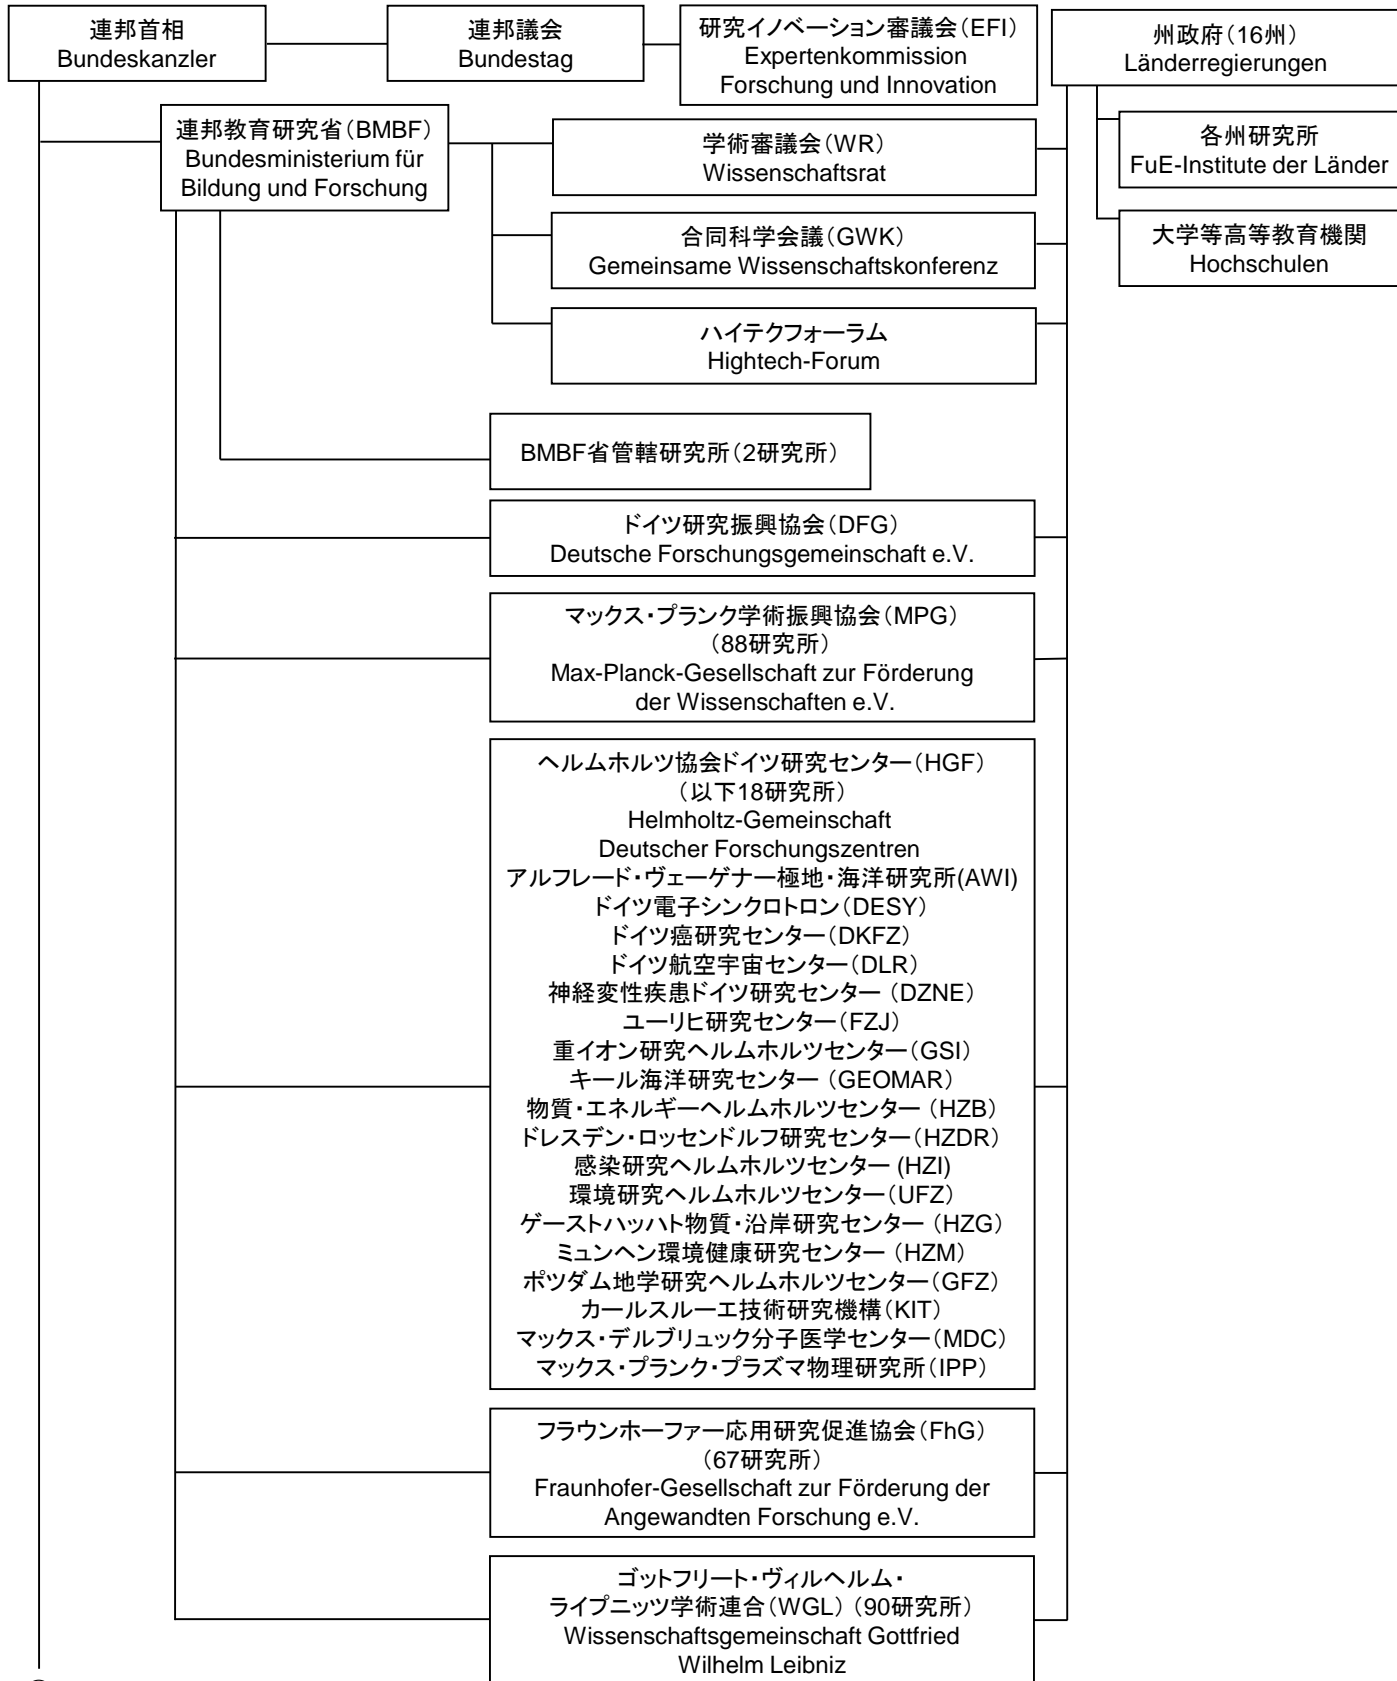 連邦首相
Bundeskanzler
連邦議会
Bundestag
研究イノベーション審議会（EFI）
Expertenkommission
Forschung und Innovation
州政府（16州）
Länderregierungen
連邦教育研究省（BMBF）
Bundesministerium für
Bildung und Forschung
学術審議会（WR）
Wissenschaftsrat
各州研究所
FuE-Institute der Länder
合同科学会議（GWK）
Gemeinsame Wissenschaftskonferenz
大学等高等教育機関
Hochschulen
ハイテクフォーラム
Hightech-Forum
BMBF省管轄研究所（2研究所）
ドイツ研究振興協会（DFG）
Deutsche Forschungsgemeinschaft e.V.
マックス・プランク学術振興協会（MPG）
（88研究所）
Max-Planck-Gesellschaft zur Förderung
der Wissenschaften e.V.
ヘルムホルツ協会ドイツ研究センター（HGF）
（以下18研究所）
Helmholtz-Gemeinschaft
Deutscher Forschungszentren
アルフレード・ヴェーゲナー極地・海洋研究所(AWI)
ドイツ電子シンクロトロン（DESY）
ドイツ癌研究センター（DKFZ）
ドイツ航空宇宙センター（DLR）
神経変性疾患ドイツ研究センター （DZNE）
ユーリヒ研究センター（FZJ）
重イオン研究ヘルムホルツセンター（GSI）
キール海洋研究センター （GEOMAR）
物質・エネルギーヘルムホルツセンター （HZB）
ドレスデン・ロッセンドルフ研究センター（HZDR）
感染研究ヘルムホルツセンター (HZI)
環境研究ヘルムホルツセンター（UFZ）
ゲーストハッハト物質・沿岸研究センター （HZG）
ミュンヘン環境健康研究センター （HZM）
ポツダム地学研究ヘルムホルツセンター（GFZ）
カールスルーエ技術研究機構（KIT）
マックス・デルブリュック分子医学センター（MDC）
マックス・プランク・プラズマ物理研究所（IPP）
フラウンホーファー応用研究促進協会（FhG）
（67研究所）
Fraunhofer-Gesellschaft zur Förderung der
Angewandten Forschung e.V.
ゴットフリート・ヴィルヘルム・
ライプニッツ学術連合（WGL）（90研究所）
Wissenschaftsgemeinschaft Gottfried
Wilhelm Leibniz